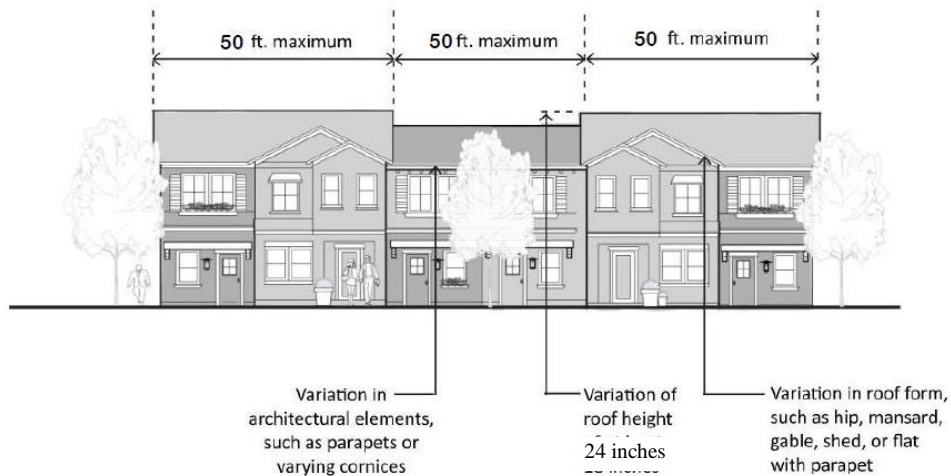 50 ft. maximum
50 ft. maximum
50 ft. maximum
Variation in
architectural elements,
such as parapets or
varying cornices
Variation of
roof height
24 inches
Variation in roof form,
such as hip, mansard,
gable, shed, or flat
with parapet